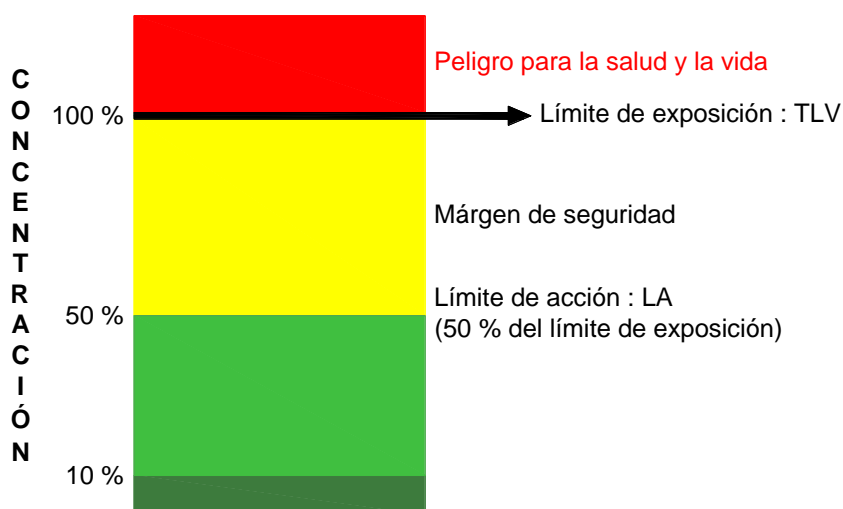 CONCENTRACIÓN
Peligro para la salud y la vida
100 %
Límite de exposición : TLV
Márgen de seguridad
50 %
Límite de acción : LA
(50 % del límite de exposición)
10 %